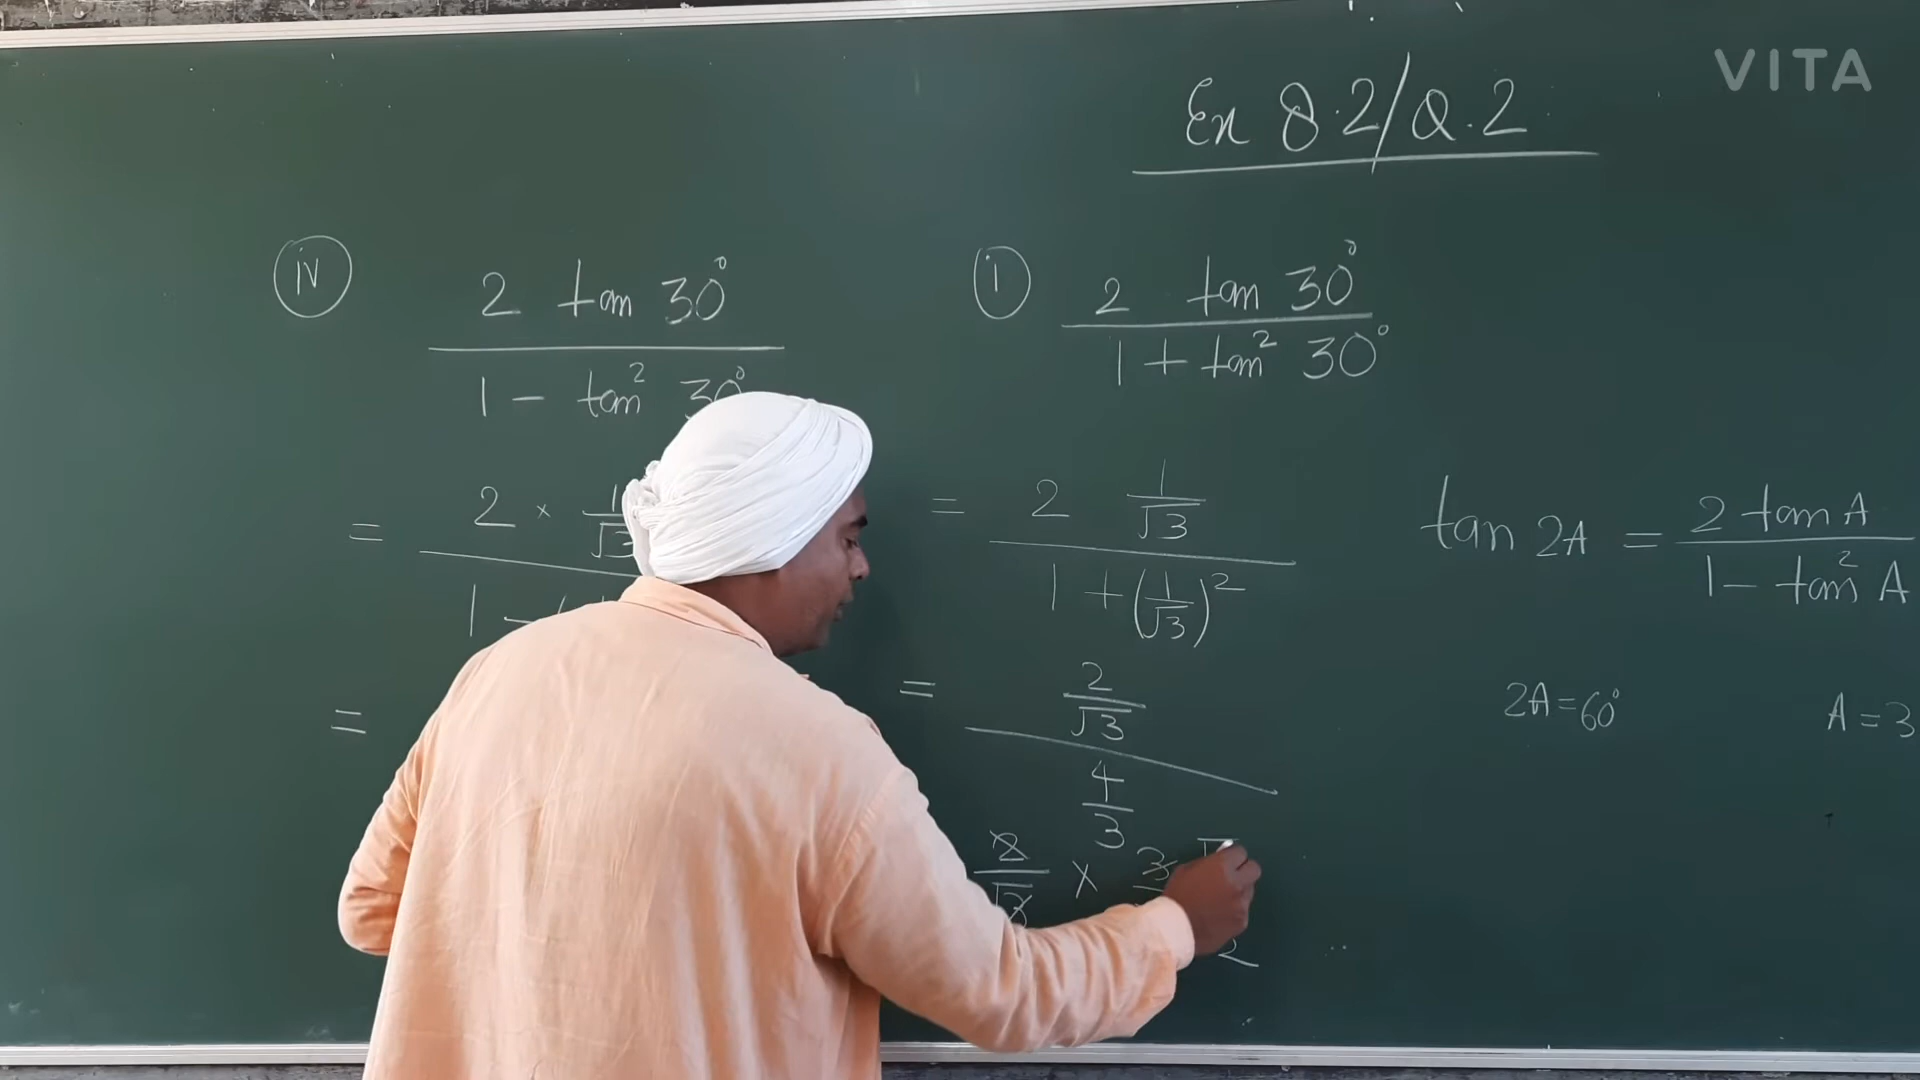 VITA
Ex 8.2/Q.2
iv
2 tan 30°
1 - tan² 30°
= 2 × 1
√3
1 -
=
i
2 tan 30°
1 + tan² 30°
= 2 1/√3
1 + (1/√3)²
= 2/√3
4/3
2/√3 × 3
2
tan 2A = 2 tan A
1 - tan² A
2A = 60° A = 3